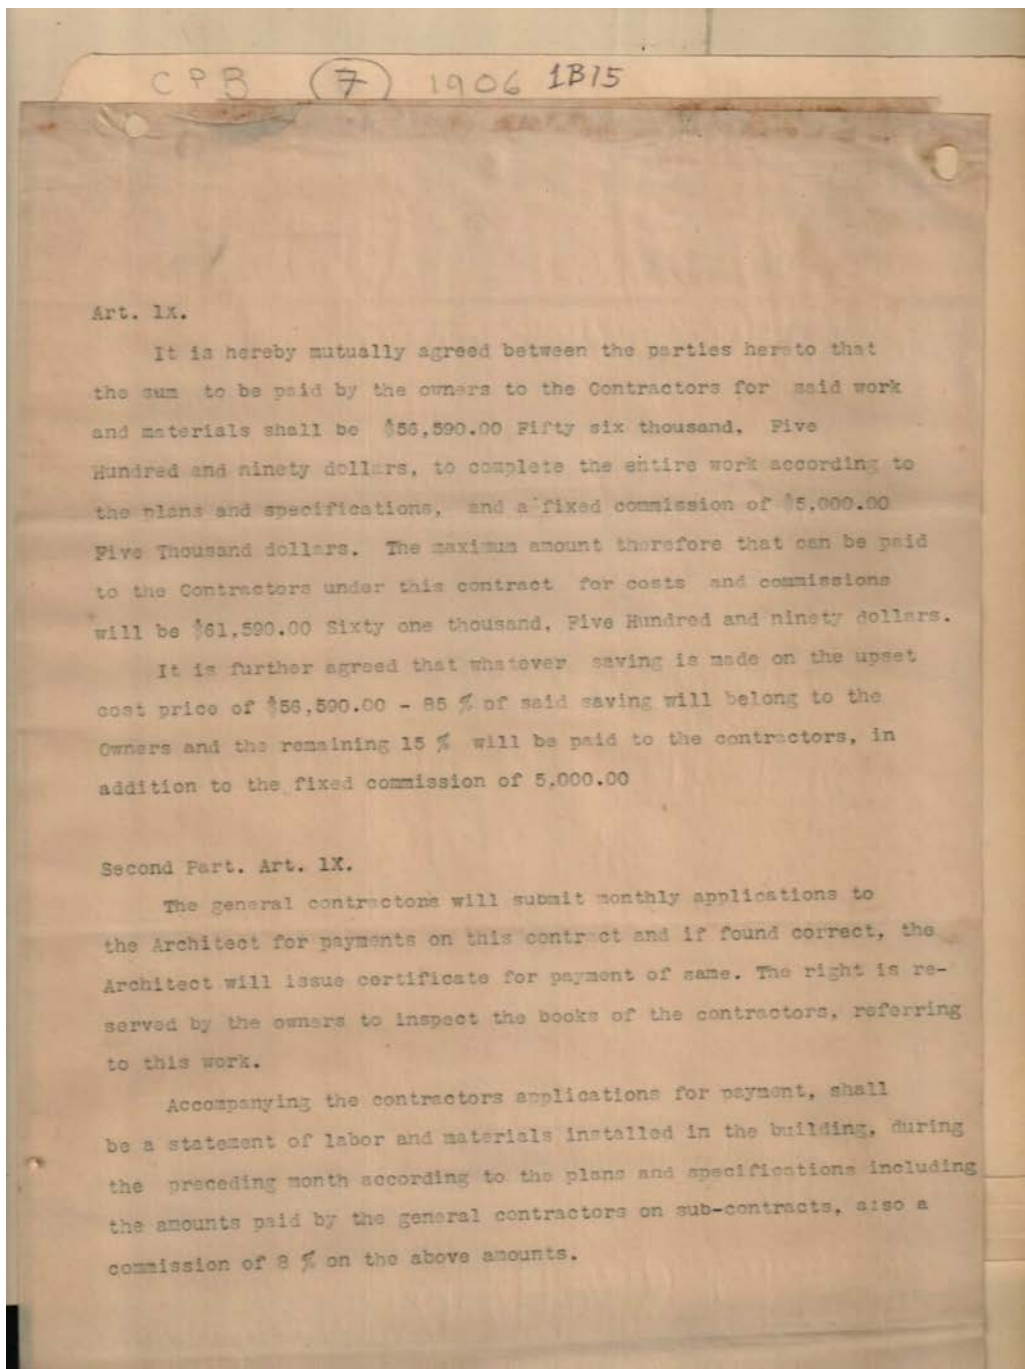 CPB 7 1906 1B15
Art. 1X.
It is hereby mutually agreed between the parties hereto that
the sum to be paid by the owners to the Contractors for said work
and materials shall be $56,590.00 Fifty six thousand, Five
Hundred and ninety dollars, to complete the entire work according to
the plans and specifications, and a fixed commission of $5,000.00
Five Thousand dollars. The maximum amount therefore that can be paid
to the Contractors under this contract for costs and commissions
will be $61,590.00 Sixty one thousand, Five Hundred and ninety dollars.
It is further agreed that whatever saving is made on the upset
cost price of $56,590.00 - 85 % of said saving will belong to the
Owners and the remaining 15 % will be paid to the contractors, in
addition to the fixed commission of 5,000.00
Second Part. Art. 1X.
The general contractons will submit monthly applications to
the Architect for payments on this contract and if found correct, the
Architect will issue certificate for payment of same. The right is re-
served by the owners to inspect the books of the contractors, referring
to this work.
Accompanying the contractors applications for payment, shall
be a statement of labor and materials installed in the building, during
the preceding month according to the plans and specifications including
the amounts paid by the general contractors on sub-contracts, also a
commission of 8 % on the above amounts.